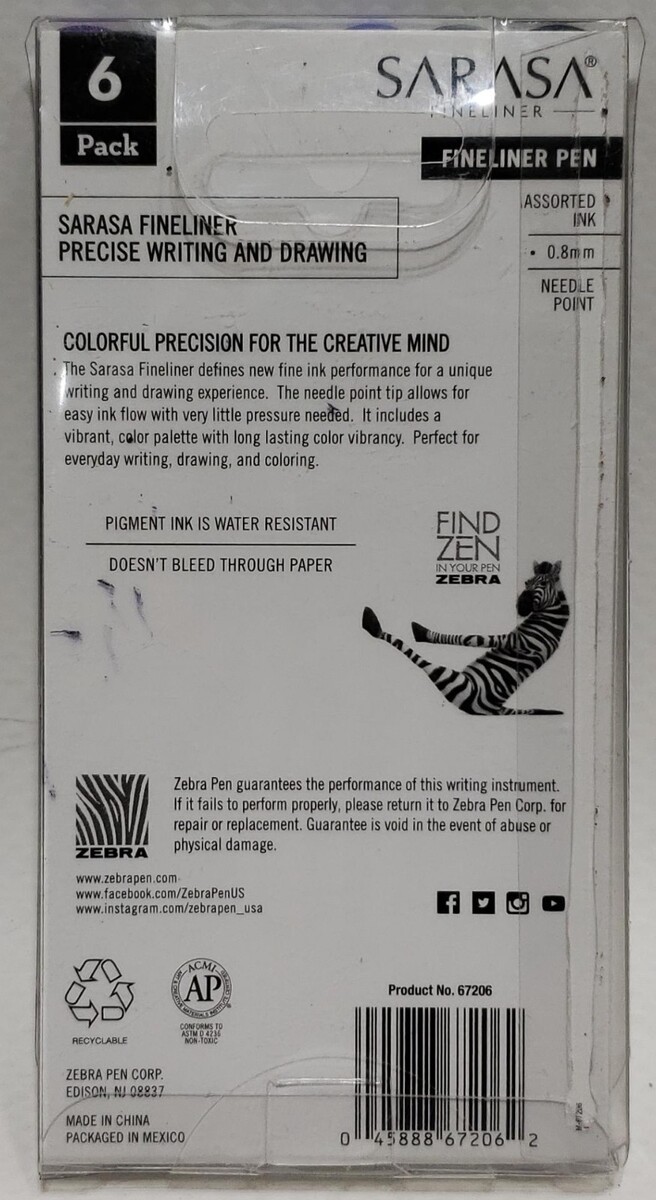 6
Pack
SARASA®
FINELINER
FINELINER PEN
ASSORTED
INK
• 0.8mm
NEEDLE
POINT
SARASA FINELINER
PRECISE WRITING AND DRAWING
COLORFUL PRECISION FOR THE CREATIVE MIND
The Sarasa Fineliner defines new fine ink performance for a unique
writing and drawing experience. The needle point tip allows for
easy ink flow with very little pressure needed. It includes a
vibrant, color palette with long lasting color vibrancy. Perfect for
everyday writing, drawing, and coloring.
PIGMENT INK IS WATER RESISTANT
DOESN'T BLEED THROUGH PAPER
FIND
ZEN
IN YOUR PEN
ZEBRA
ZEBRA
Zebra Pen guarantees the performance of this writing instrument.
If it fails to perform properly, please return it to Zebra Pen Corp. for
repair or replacement. Guarantee is void in the event of abuse or
physical damage.
www.zebrapen.com
www.facebook.com/ZebraPenUS
www.instagram.com/zebrapen_usa
RECYCLABLE
ACMI
AP
CONFORMS TO
ASTM D 4236
NON-TOXIC
Product No. 67206
0 45888 67206 2
ZEBRA PEN CORP.
EDISON, NJ 08837
MADE IN CHINA
PACKAGED IN MEXICO